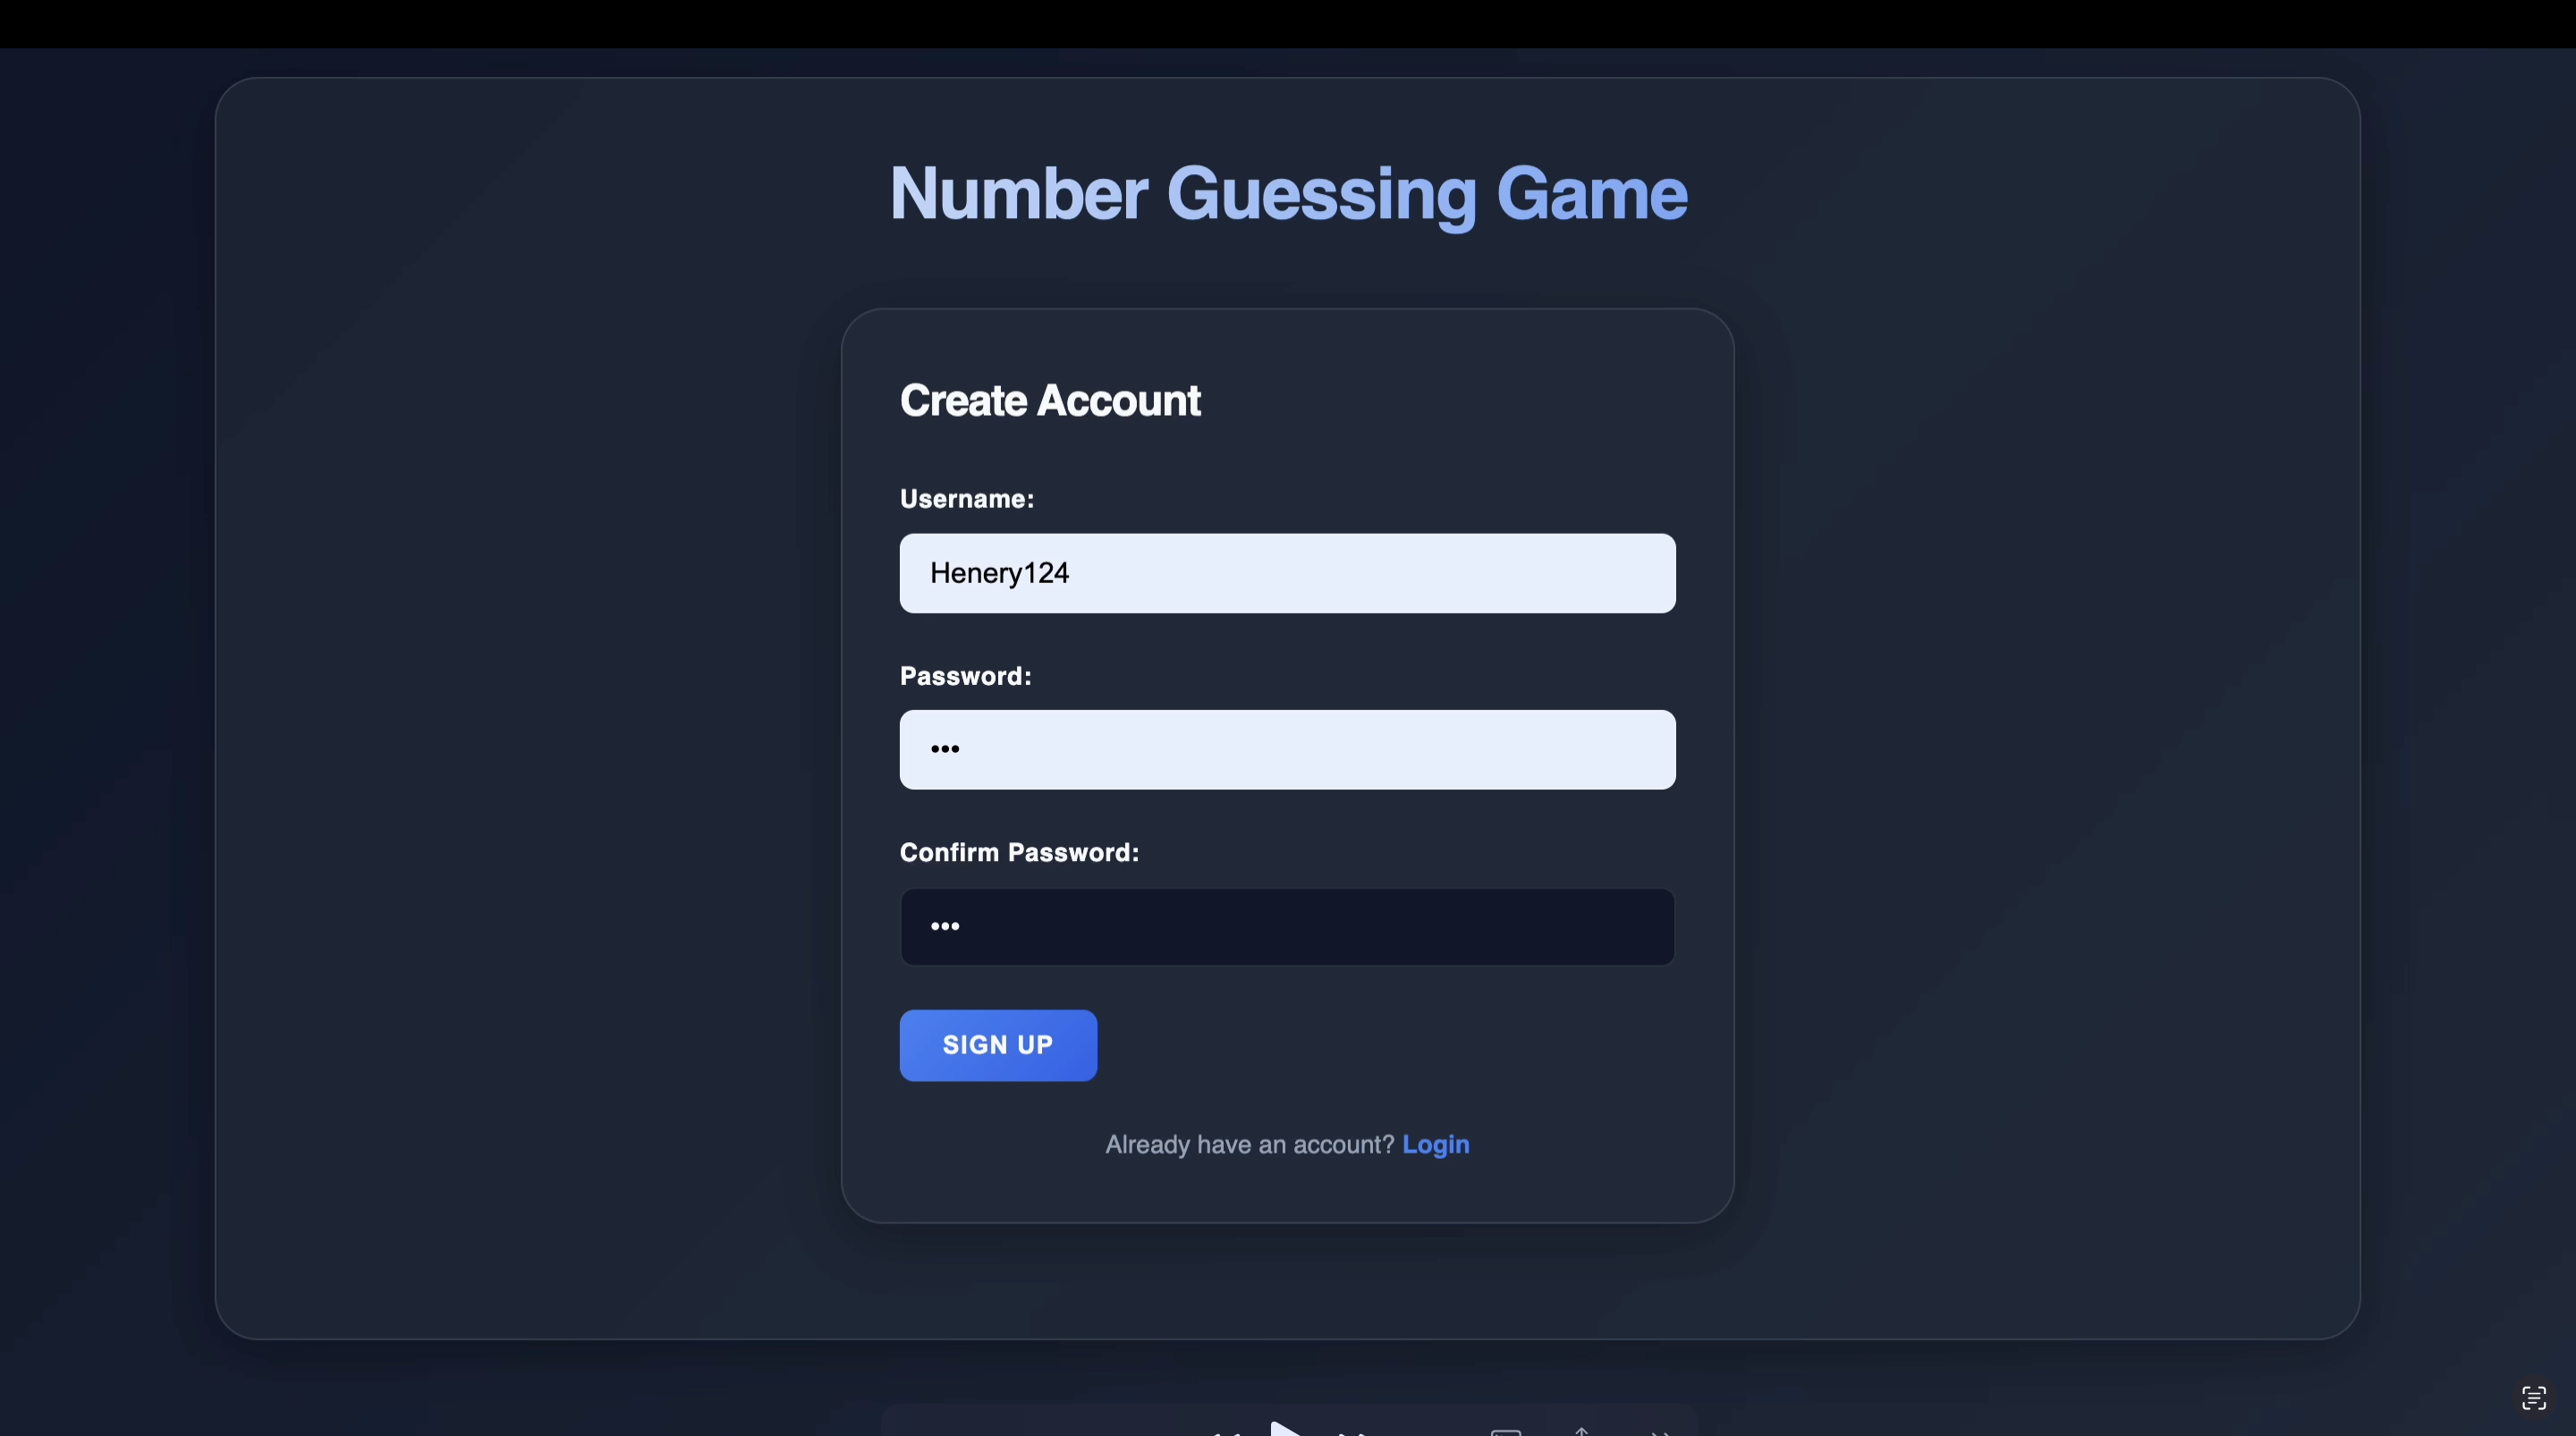 Number Guessing Game
Create Account
Username:
Henery124
Password:
•••
Confirm Password:
•••
SIGN UP
Already have an account? Login